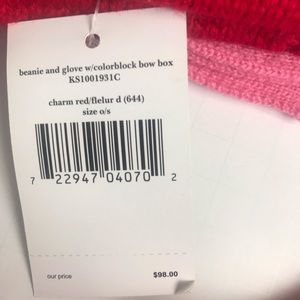 beanie and glove w/colorblock bow box
KS1001931C
charm red/flelur d (644)
size o/s
7 22947 04070 2
our price $98.00